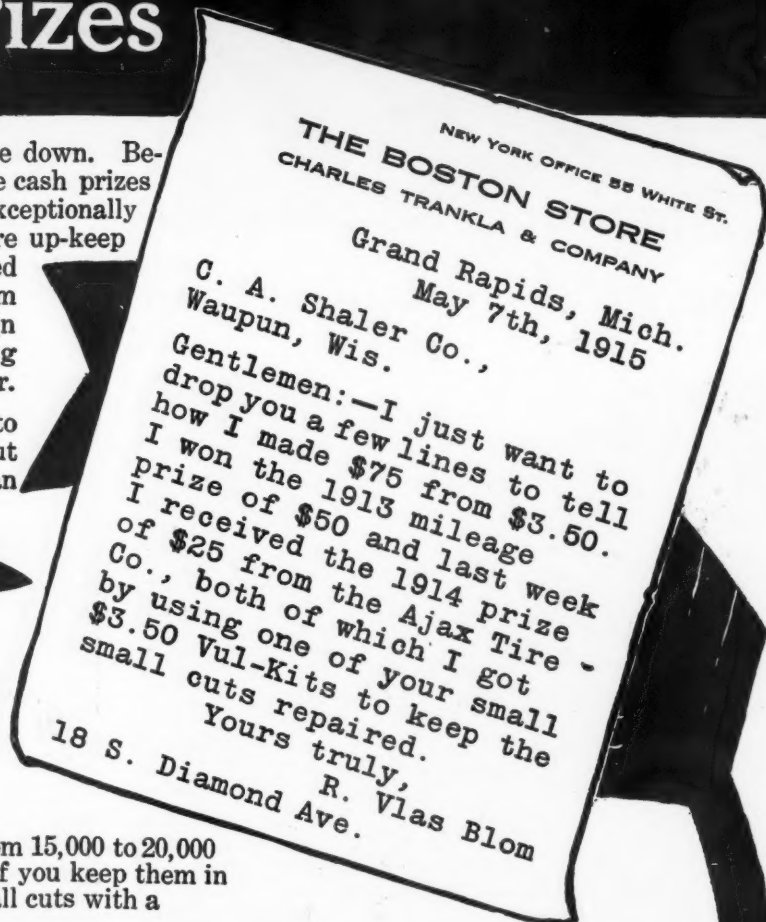 izes
e down. Be-
e cash prizes
xceptionally
re up-keep
ed
m
n
g
r.
to
ut
an
NEW YORK OFFICE 55 WHITE ST.
THE BOSTON STORE
CHARLES TRANKLA & COMPANY
Grand Rapids, Mich.
May 7th, 1915
C. A. Shaler Co.,
Waupun, Wis.
Gentlemen:—I just want to
drop you a few lines to tell
how I made $75 from $3.50.
I won the 1913 mileage
prize of $50 and last week
I received the 1914 prize
of $25 from the Ajax Tire -
Co., both of which I got
by using one of your small
$3.50 Vul-Kits to keep the
small cuts repaired.
Yours truly,
R. Vlas Blom
18 S. Diamond Ave.
m 15,000 to 20,000
f you keep them in
ll cuts with a